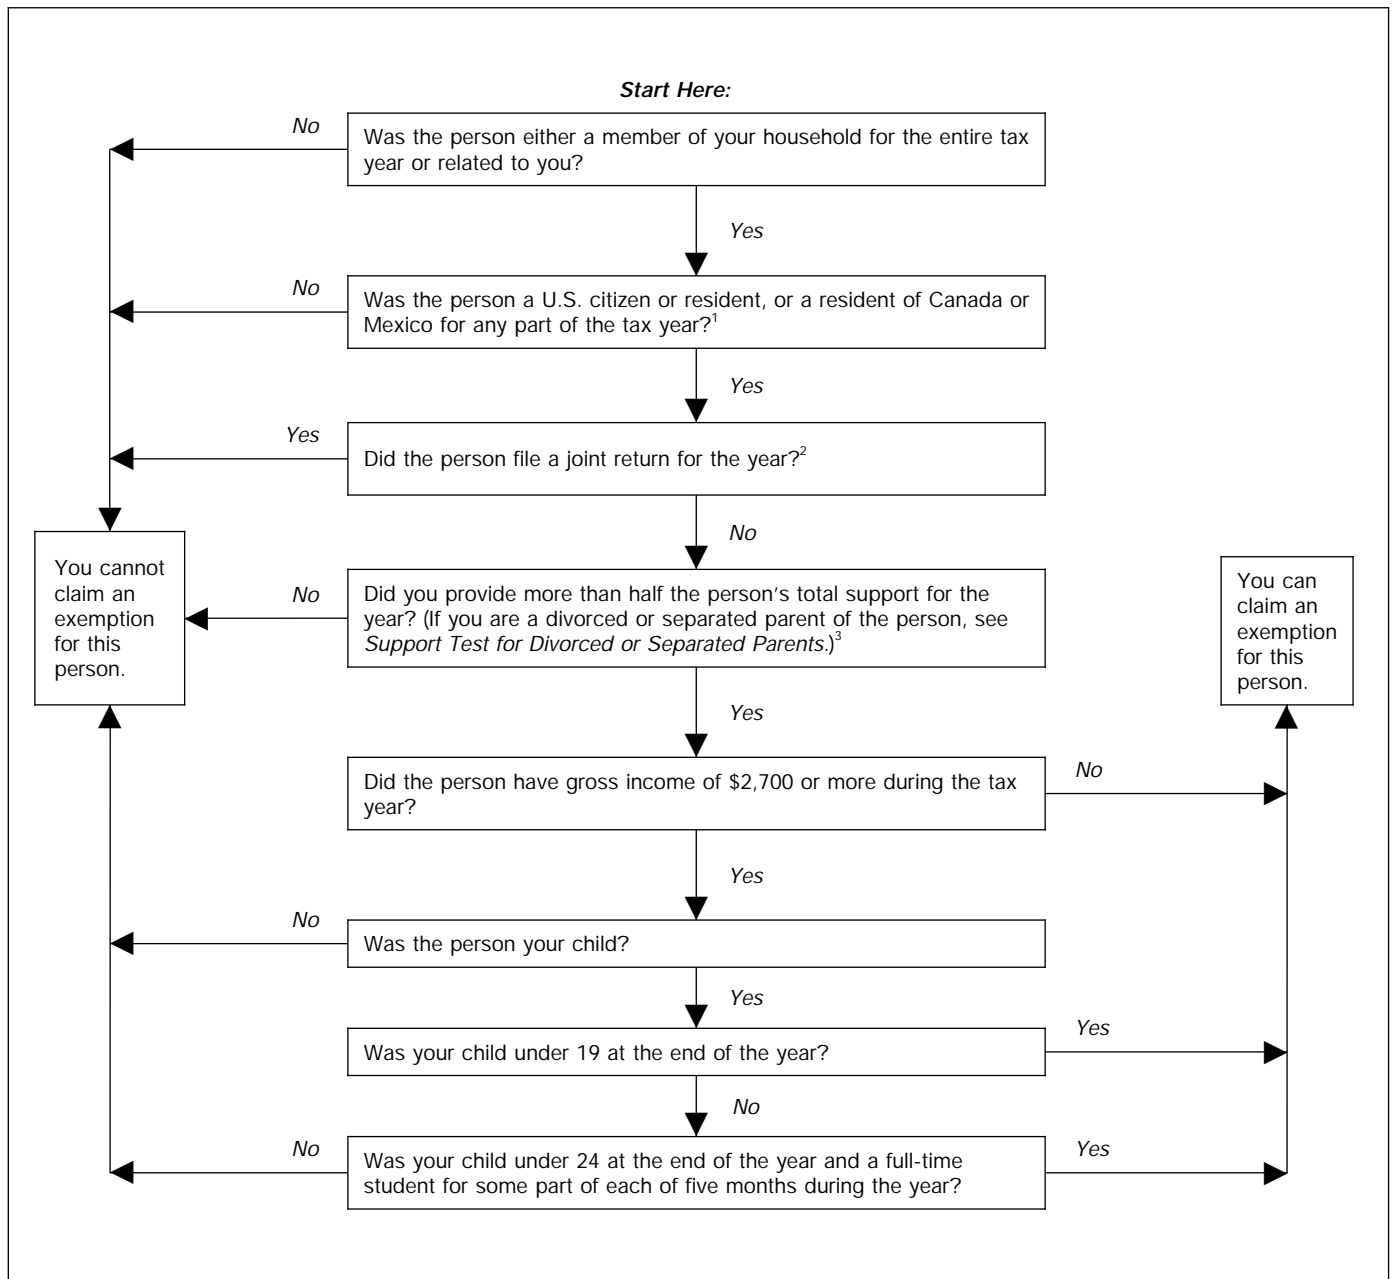 Start Here:
No
Was the person either a member of your household for the entire tax
year or related to you?
Yes
No
Was the person a U.S. citizen or resident, or a resident of Canada or
Mexico for any part of the tax year?1
Yes
Yes
Did the person file a joint return for the year?2
No
You cannot
claim an
exemption
for this
person.
No
Did you provide more than half the person's total support for the
year? (If you are a divorced or separated parent of the person, see
Support Test for Divorced or Separated Parents.)3
You can
claim an
exemption
for this
person.
Yes
Did the person have gross income of $2,700 or more during the tax
year?
No
Yes
No
Was the person your child?
Yes
Was your child under 19 at the end of the year?
Yes
No
No
Was your child under 24 at the end of the year and a full-time
student for some part of each of five months during the year?
Yes